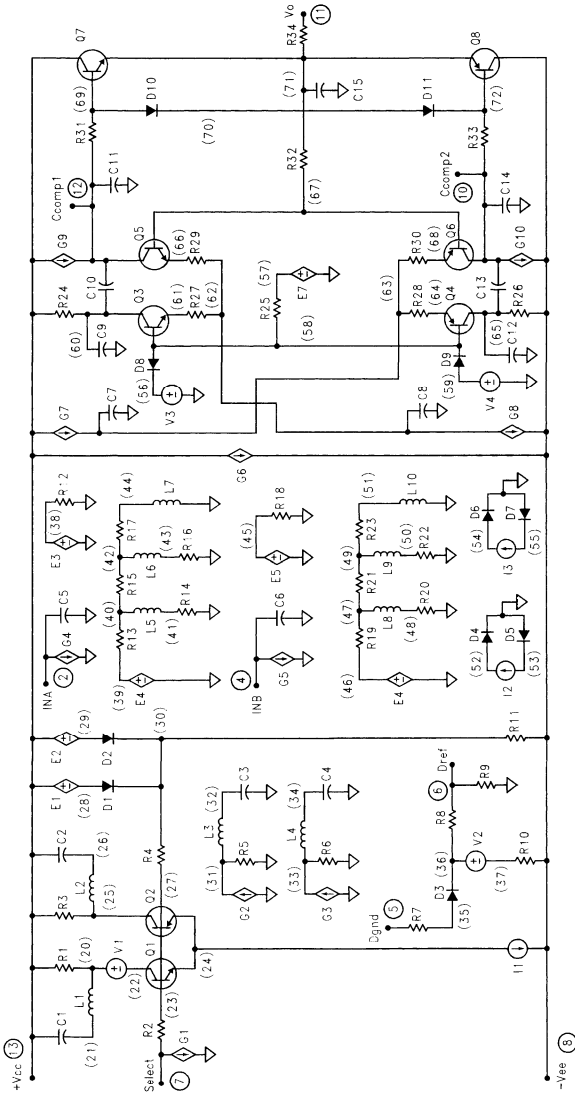 +Vcc (13)
C1
(21)
L1
R1
(20)
V1
(22)
Q1
(23)
R2
Select
(7)
G1
R3
C2
(26)
L2
(25)
Q2
(27)
R4
(24)
E1
(28)
D1
E2
(29)
D2
(30)
G2
(31)
R5
L3
(32)
C3
G3
(33)
R6
L4
(34)
C4
Dgnd
(5)
R7
(35)
D3
(36)
R8
Dref
(6)
R9
V2
(37)
R10
R11
I1
-Vee (8)
INA
(2)
G4
C5
E3
(38)
R12
(39)
E4
R13
(40)
L5
(41)
R14
R15
(42)
L6
(43)
R16
R17
(44)
L7
INB
(4)
G5
C6
(45)
E5
R18
(46)
E4
R19
(47)
L8
(48)
R20
R21
(49)
L9
(50)
R22
R23
(51)
L10
(52)
D4
I2
D5
(53)
(54)
D6
I3
D7
(55)
G6
G7
C7
C8
G8
R24
(60)
C9
C10
G9
Ccomp1
(12)
C11
R31
(69)
Q7
Q3
Q5
(61)
(66)
R27
R29
(62)
D8
(56)
V3
R25
(57)
E7
(58)
(63)
R28
R30
(64)
(68)
Q4
Q6
D9
(59)
V4
(65)
C12
R26
C13
G10
Ccomp2
(10)
C14
R33
(72)
Q8
D10
(70)
D11
R32
(67)
(71)
C15
R34
Vo
(11)